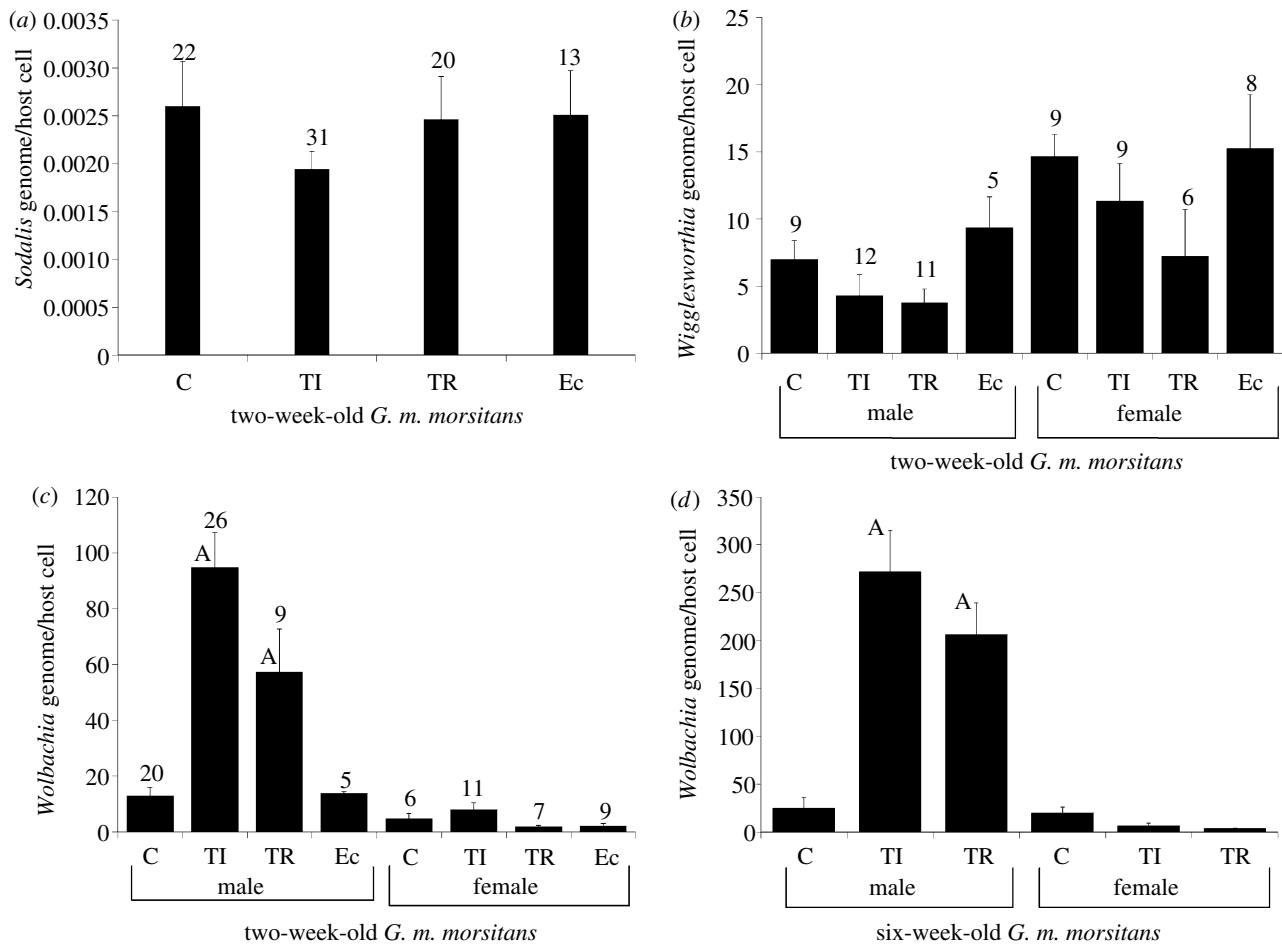 (a)
Sodalis genome/host cell
0.0035
0.0030
0.0025
0.0020
0.0015
0.0010
0.0005
0
22
31
20
13
C TI TR Ec
two-week-old G. m. morsitans
(b)
Wigglesworthia genome/host cell
25
20
15
10
5
0
9
12
11
5
9
9
6
8
C TI TR Ec C TI TR Ec
male female
two-week-old G. m. morsitans
(c)
Wolbachia genome/host cell
120
100
80
60
40
20
0
20
26
A
9
A
5
6
11
7
9
C TI TR Ec C TI TR Ec
male female
two-week-old G. m. morsitans
(d)
Wolbachia genome/host cell
350
300
250
200
150
100
50
0
A
A
C TI TR C TI TR
male female
six-week-old G. m. morsitans